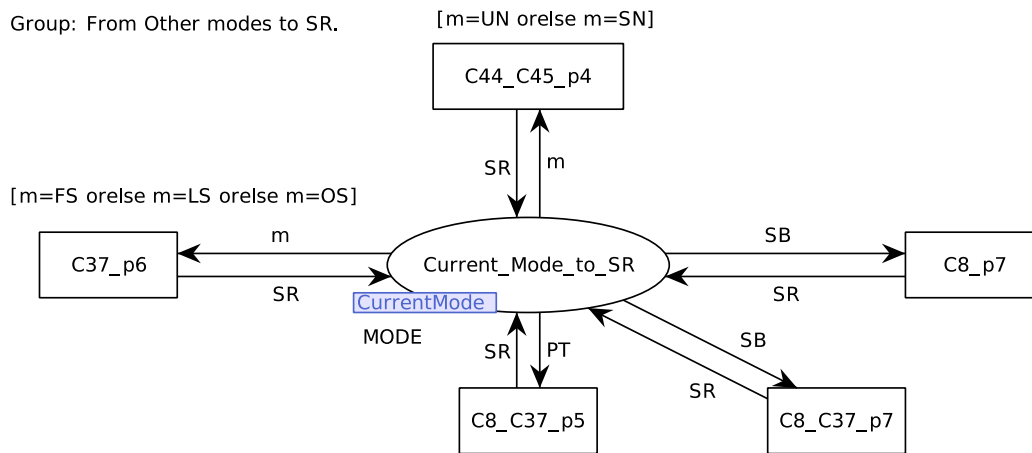 Group: From Other modes to SR.
[m=UN orelse m=SN]
C44_C45_p4
SR
m
[m=FS orelse m=LS orelse m=OS]
m
SB
C37_p6
Current_Mode_to_SR
C8_p7
SR
SR
CurrentMode
MODE
SR
PT
SB
SR
C8_C37_p5
C8_C37_p7